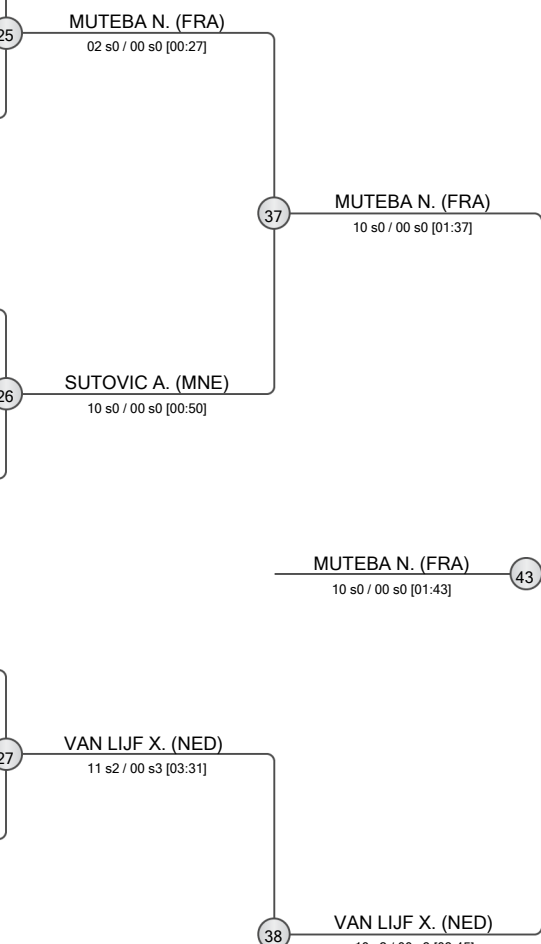 MUTEBA N. (FRA)
25
02 s0 / 00 s0 [00:27]
MUTEBA N. (FRA)
37
10 s0 / 00 s0 [01:37]
SUTOVIC A. (MNE)
26
10 s0 / 00 s0 [00:50]
MUTEBA N. (FRA)
43
10 s0 / 00 s0 [01:43]
VAN LIJF X. (NED)
27
11 s2 / 00 s3 [03:31]
VAN LIJF X. (NED)
38